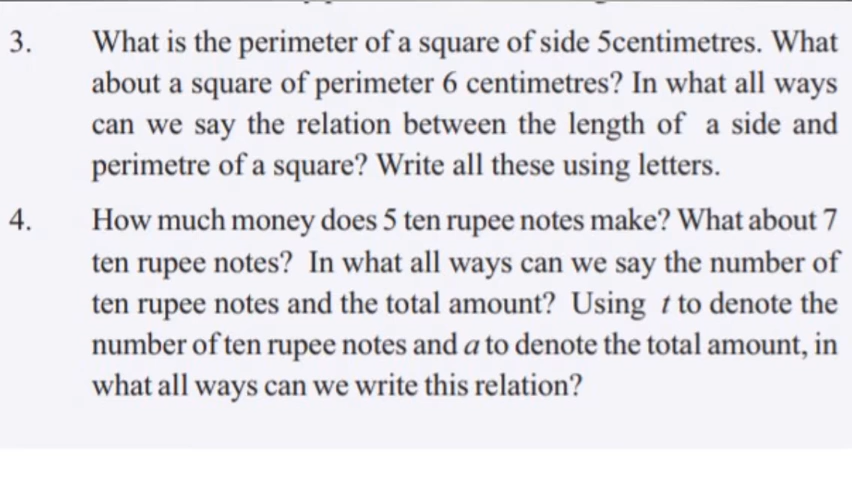 3. What is the perimeter of a square of side 5centimetres. What
about a square of perimeter 6 centimetres? In what all ways
can we say the relation between the length of a side and
perimetre of a square? Write all these using letters.
4. How much money does 5 ten rupee notes make? What about 7
ten rupee notes? In what all ways can we say the number of
ten rupee notes and the total amount? Using t to denote the
number of ten rupee notes and a to denote the total amount, in
what all ways can we write this relation?